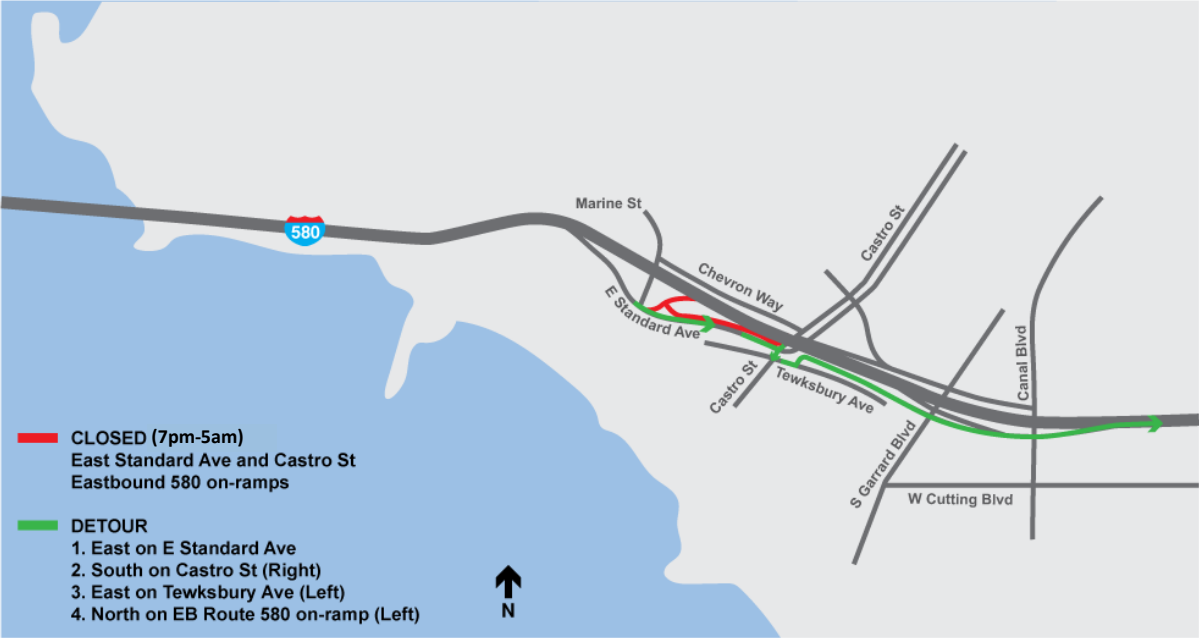 Marine St
580
Castro St
Chevron Way
E Standard Ave
Canal Blvd
Castro St
Tewksbury Ave
S Garrard Blvd
W Cutting Blvd
CLOSED (7pm-5am)
East Standard Ave and Castro St
Eastbound 580 on-ramps
DETOUR
1. East on E Standard Ave
2. South on Castro St (Right)
3. East on Tewksbury Ave (Left)
4. North on EB Route 580 on-ramp (Left)
N